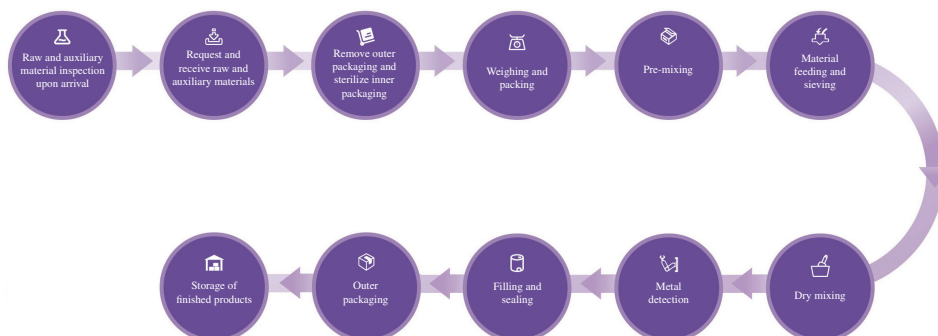 Raw and auxiliary
material inspection
upon arrival
Request and
receive raw and
auxiliary materials
Remove outer
packaging and
sterilize inner
packaging
Weighing and
packing
Pre-mixing
Material
feeding and
sieving
Dry mixing
Metal
detection
Filling and
sealing
Outer
packaging
Storage of
finished products